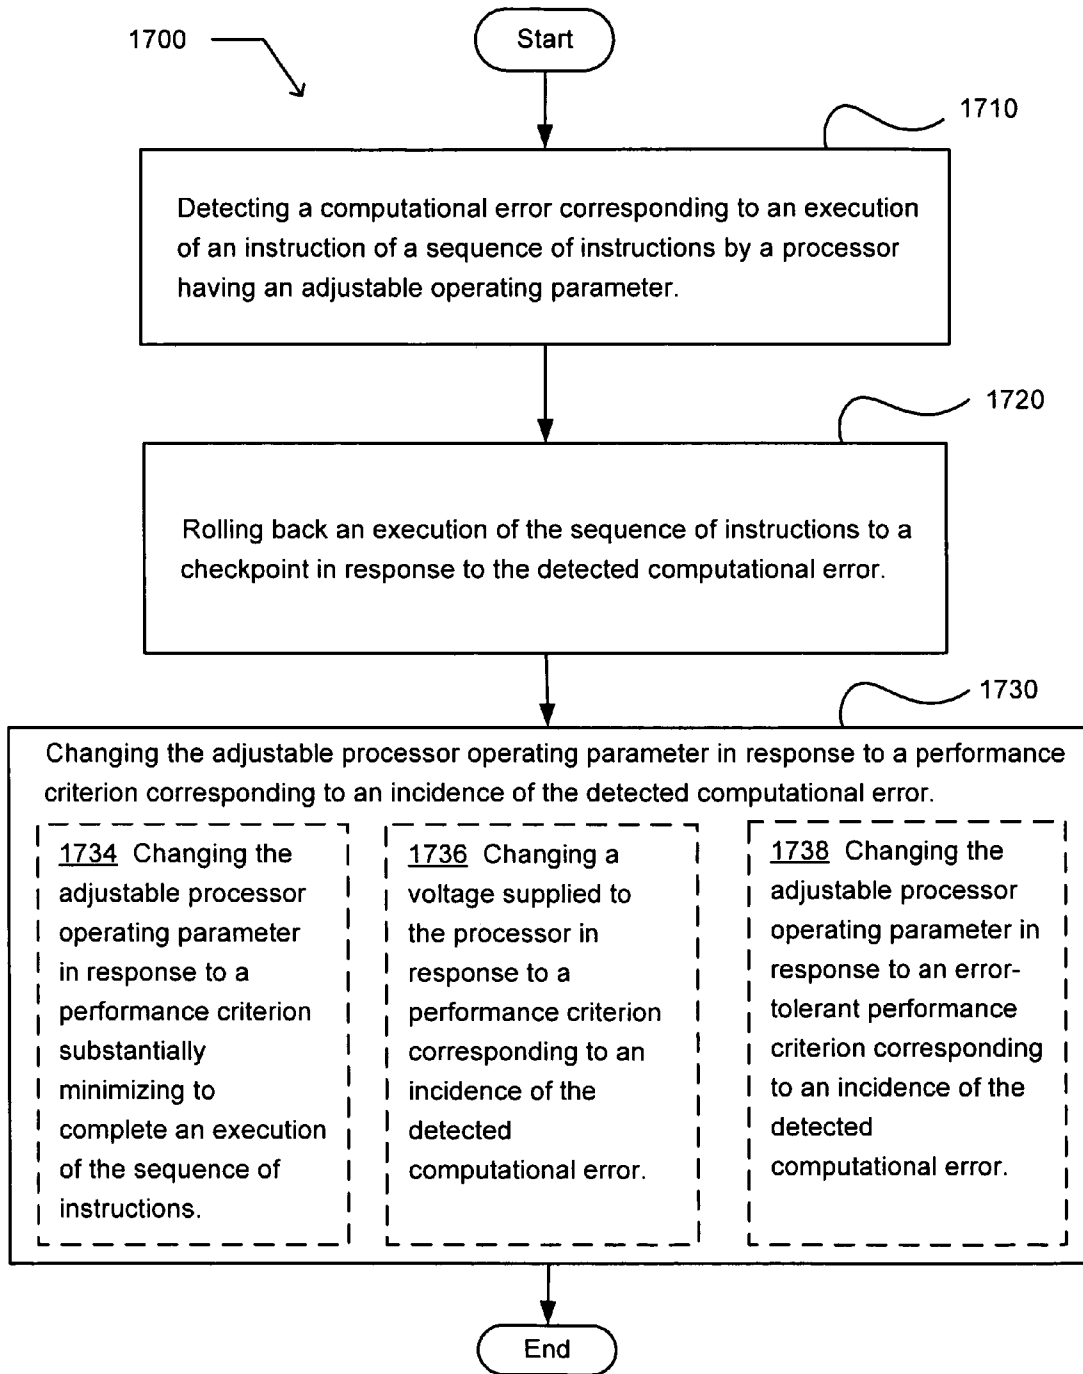 1700
Start
1710
Detecting a computational error corresponding to an execution
of an instruction of a sequence of instructions by a processor
having an adjustable operating parameter.
1720
Rolling back an execution of the sequence of instructions to a
checkpoint in response to the detected computational error.
1730
Changing the adjustable processor operating parameter in response to a performance
criterion corresponding to an incidence of the detected computational error.
1734 Changing the
adjustable processor
operating parameter
in response to a
performance criterion
substantially
minimizing to
complete an execution
of the sequence of
instructions.
1736 Changing a
voltage supplied to
the processor in
response to a
performance criterion
corresponding to an
incidence of the
detected
computational error.
1738 Changing the
adjustable processor
operating parameter in
response to an error-
tolerant performance
criterion corresponding
to an incidence of the
detected
computational error.
End